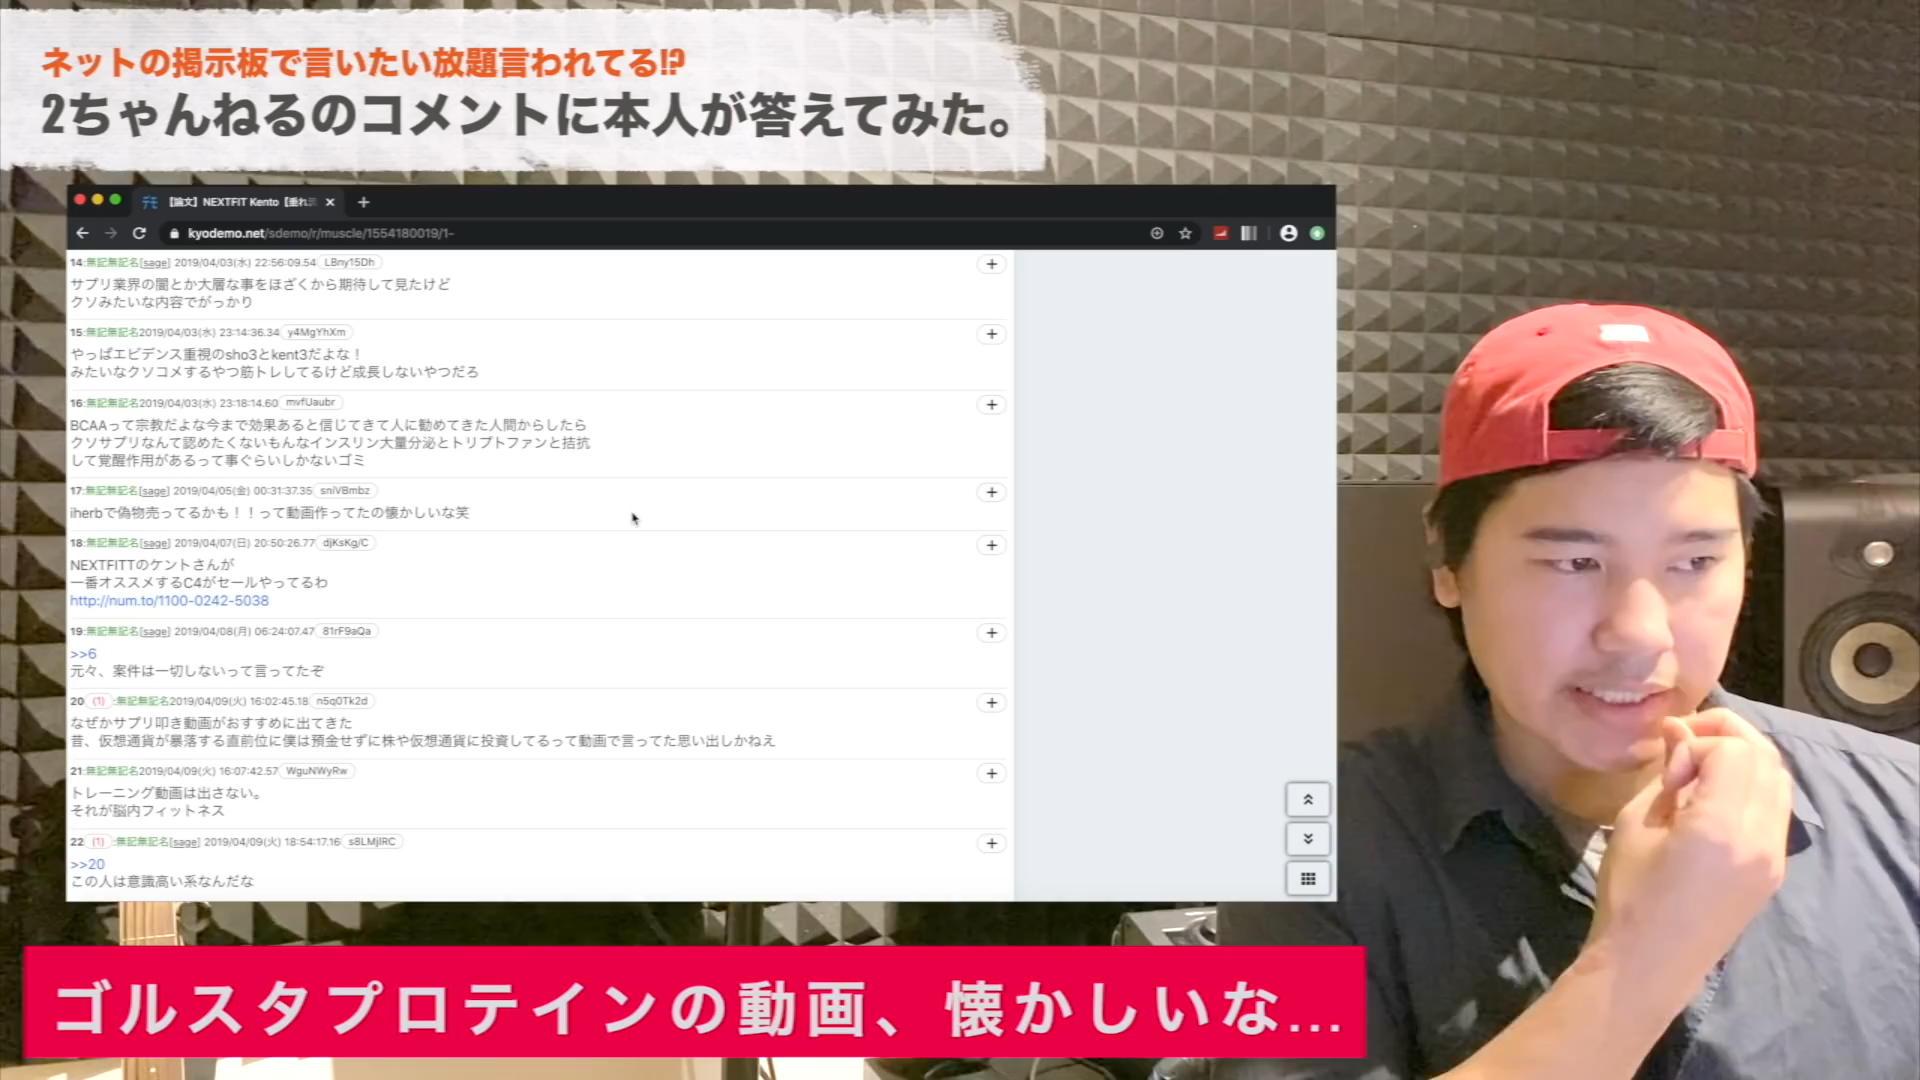 ネットの掲示板で言いたい放題言われてる!?
2ちゃんねるのコメントに本人が答えてみた。
【論文】NEXTFIT Kento【垂れ
kyodemo.net/sdemo/r/muscle/1554180019/1-
14:無記無記名[sage] 2019/04/03(水) 22:56:09.54 LBny15Dh
サプリ業界の闇とか大層な事をほざくから期待して見たけど
クソみたいな内容でがっかり
15:無記無記名2019/04/03(水) 23:14:36.34 y4MgYhXm
やっぱエビデンス重視のsho3とkent3だよな！
みたいなクソコメするやつ筋トレしてるけど成長しないやつだろ
16:無記無記名2019/04/03(水) 23:18:14.60 mvfUaubr
BCAAって宗教だよな今まで効果あると信じてきて人に勧めてきた人間からしたら
クソサプリなんて認めたくないもんなインスリン大量分泌とトリプトファンと拮抗
して覚醒作用があるって事ぐらいしかないゴミ
17:無記無記名[sage] 2019/04/05(金) 00:31:37.35 sniVBmbz
iherbで偽物売ってるかも！！って動画作ってたの懐かしいな笑
18:無記無記名[sage] 2019/04/07(日) 20:50:26.77 djKsKg/C
NEXTFITTのケントさんが
一番オススメするC4がセールやってるわ
http://num.to/1100-0242-5038
19:無記無記名[sage] 2019/04/08(月) 06:24:07.47 81rF9aQa
>>6
元々、案件は一切しないって言ってたぞ
20 (1) :無記無記名2019/04/09(火) 16:02:45.18 n5q0Tk2d
なぜかサプリ叩き動画がおすすめに出てきた
昔、仮想通貨が暴落する直前位に僕は預金せずに株や仮想通貨に投資してるって動画で言ってた思い出しかねえ
21:無記無記名2019/04/09(火) 16:07:42.57 WguNWyRw
トレーニング動画は出さない。
それが脳内フィットネス
22 (1) :無記無記名[sage] 2019/04/09(火) 18:54:17.16 s8LMjIRC
>>20
この人は意識高い系なんだな
ゴルスタプロテインの動画、懐かしいな...